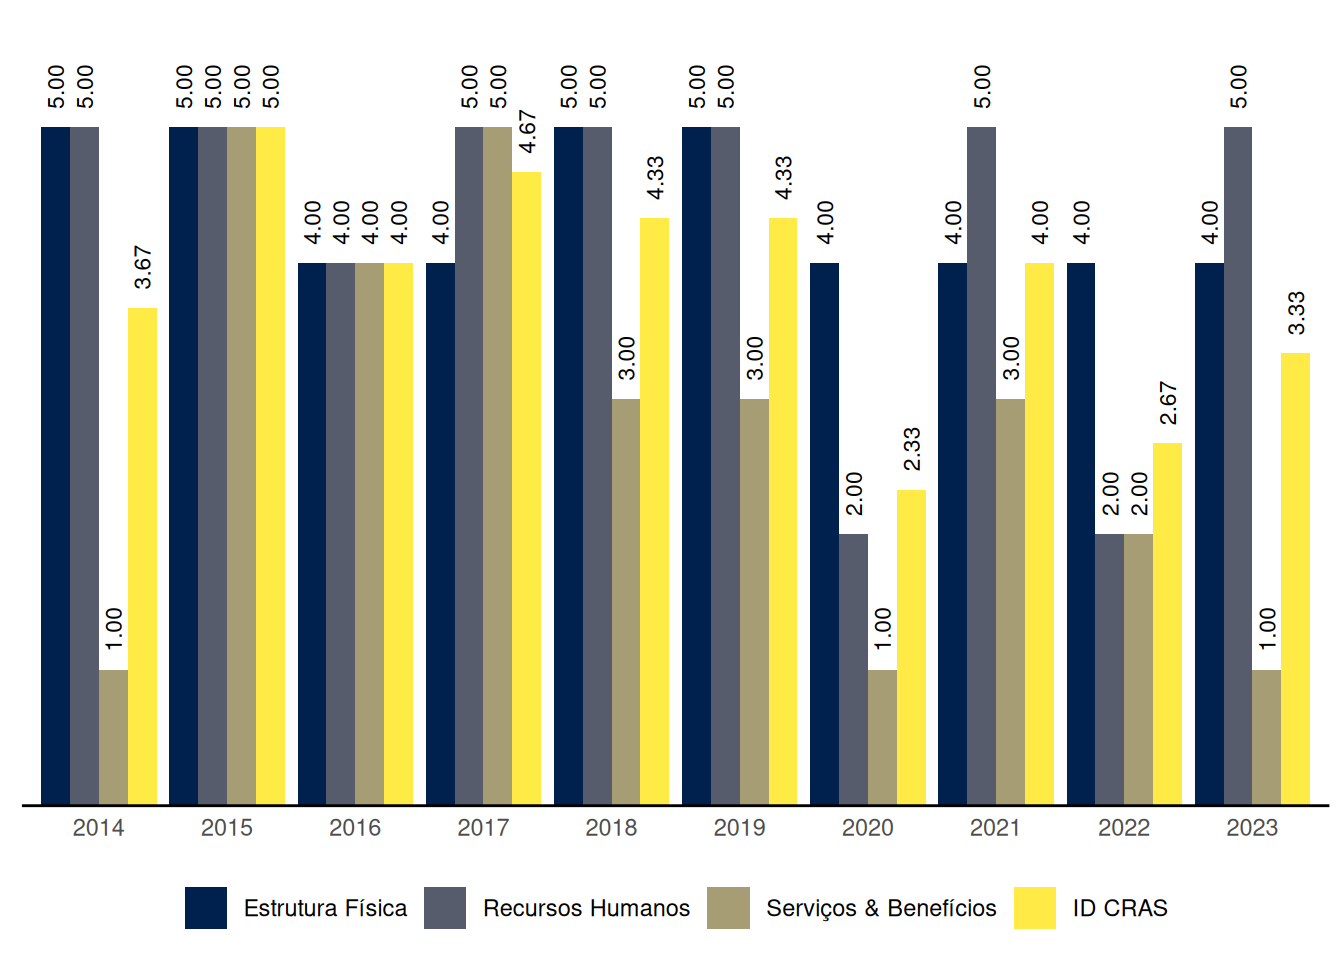 5.00 5.00 1.00 3.67
5.00 5.00 5.00 5.00
4.00 4.00 4.00 4.00
4.00 5.00 5.00 4.67
5.00 5.00 3.00 4.33
5.00 5.00 3.00 4.33
4.00 2.00 1.00 2.33
4.00 5.00 3.00 4.00
4.00 2.00 2.00 2.67
4.00 5.00 1.00 3.33
2014 2015 2016 2017 2018 2019 2020 2021 2022 2023
Estrutura Física Recursos Humanos Serviços & Benefícios ID CRAS